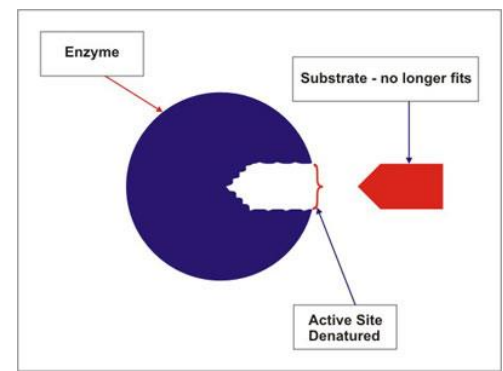 Enzyme
Substrate - no longer fits
Active Site
Denatured